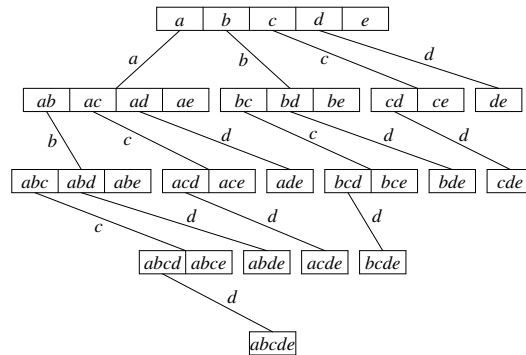 a b c d e
a b c d
ab ac ad ae bc bd be cd ce de
b c d c d d
abc abd abe acd ace ade bcd bce bde cde
c d d d
abcd abce abde acde bcde
d
abcde